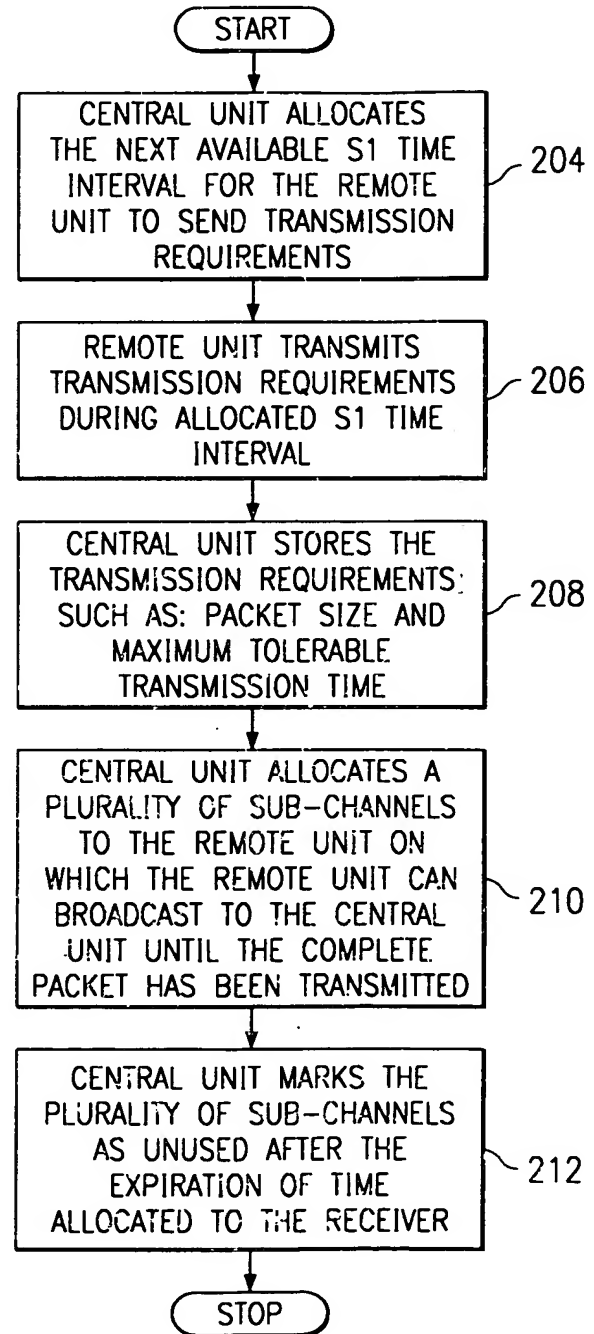 START
CENTRAL UNIT ALLOCATES
THE NEXT AVAILABLE S1 TIME
INTERVAL FOR THE REMOTE
UNIT TO SEND TRANSMISSION
REQUIREMENTS
204
REMOTE UNIT TRANSMITS
TRANSMISSION REQUIREMENTS
DURING ALLOCATED S1 TIME
INTERVAL
206
CENTRAL UNIT STORES THE
TRANSMISSION REQUIREMENTS
SUCH AS: PACKET SIZE AND
MAXIMUM TOLERABLE
TRANSMISSION TIME
208
CENTRAL UNIT ALLOCATES A
PLURALITY OF SUB-CHANNELS
TO THE REMOTE UNIT ON
WHICH THE REMOTE UNIT CAN
BROADCAST TO THE CENTRAL
UNIT UNTIL THE COMPLETE
PACKET HAS BEEN TRANSMITTED
210
CENTRAL UNIT MARKS THE
PLURALITY OF SUB-CHANNELS
AS UNUSED AFTER THE
EXPIRATION OF TIME
ALLOCATED TO THE RECEIVER
212
STOP